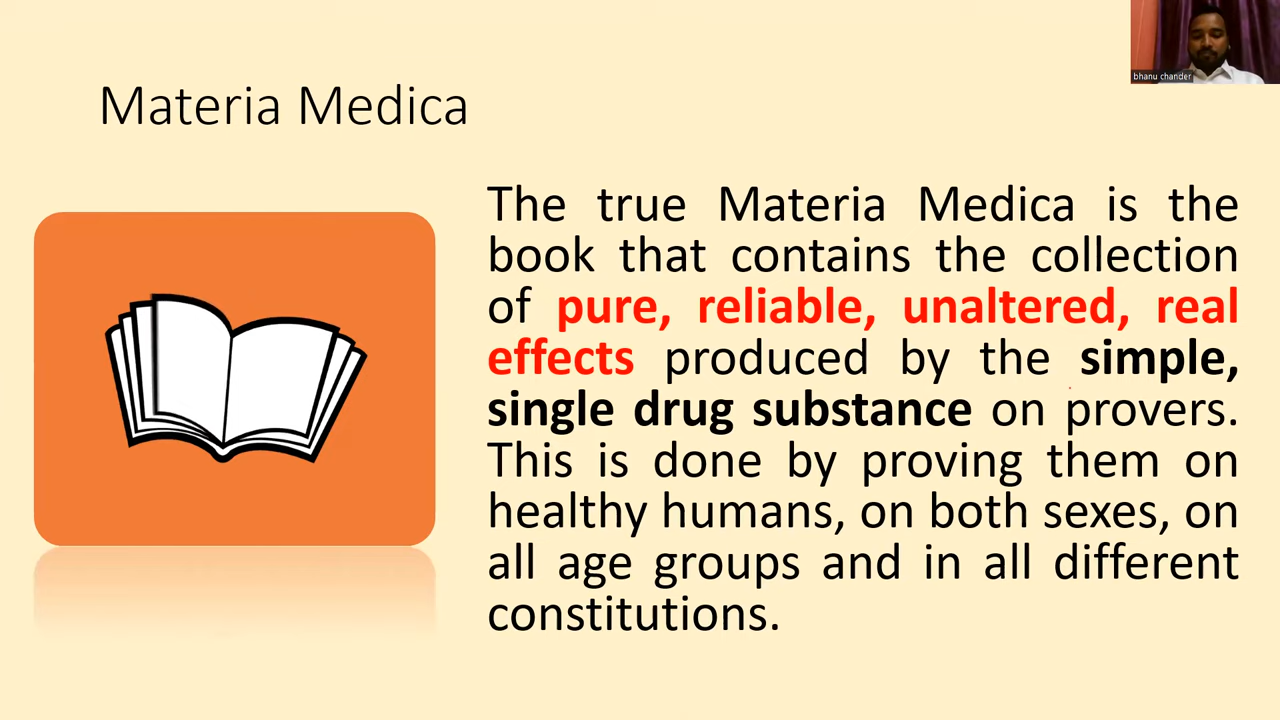 bhanu chander
Materia Medica
The true Materia Medica is the
book that contains the collection
of pure, reliable, unaltered, real
effects produced by the simple,
single drug substance on provers.
This is done by proving them on
healthy humans, on both sexes, on
all age groups and in all different
constitutions.